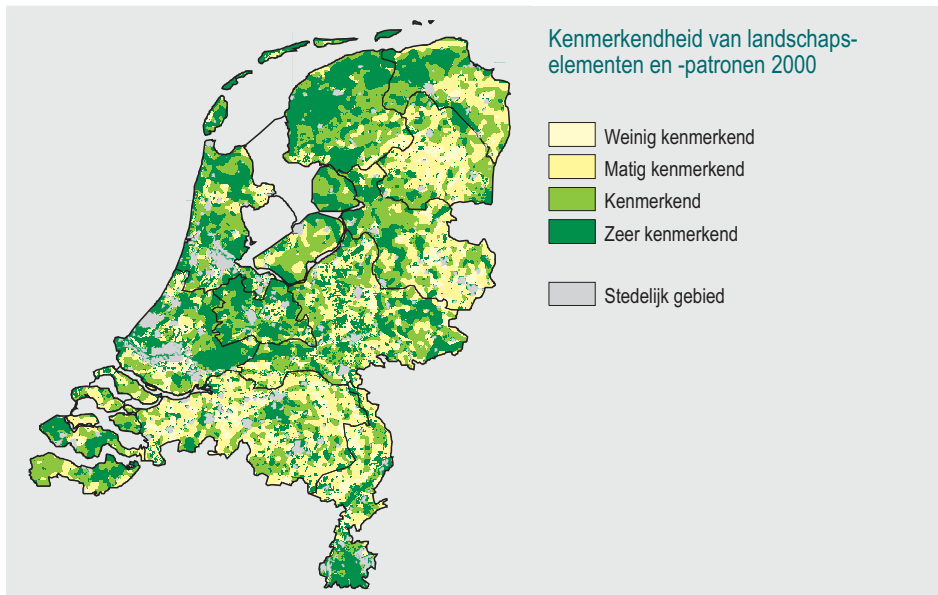 Kenmerkendheid van landschaps-
elementen en -patronen 2000
Weinig kenmerkend
Matig kenmerkend
Kenmerkend
Zeer kenmerkend
Stedelijk gebied